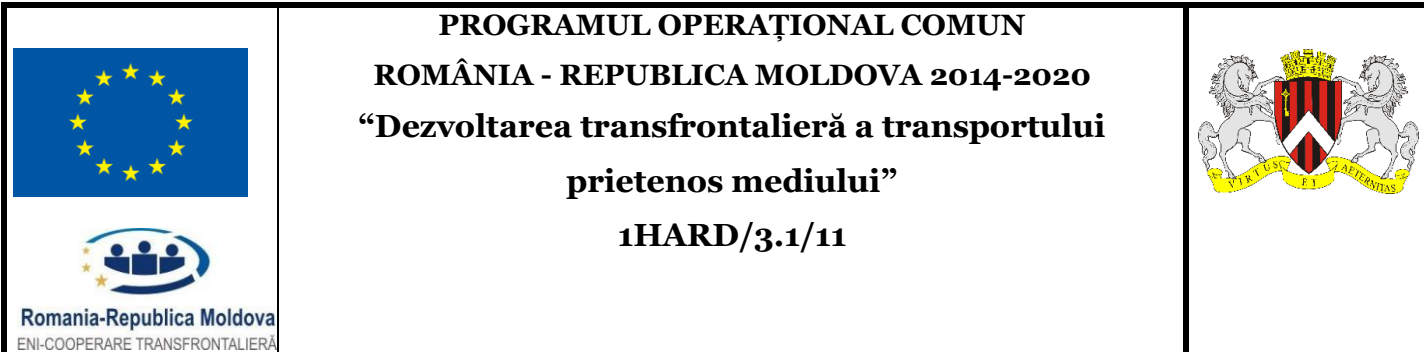 PROGRAMUL OPERAȚIONAL COMUN
ROMÂNIA - REPUBLICA MOLDOVA 2014-2020
“Dezvoltarea transfrontalieră a transportului
prietenos mediului”
1HARD/3.1/11
Romania-Republica Moldova
ENI-COOPERARE TRANSFRONTALIERĂ
VIRTUS
EI
AETERNITAS